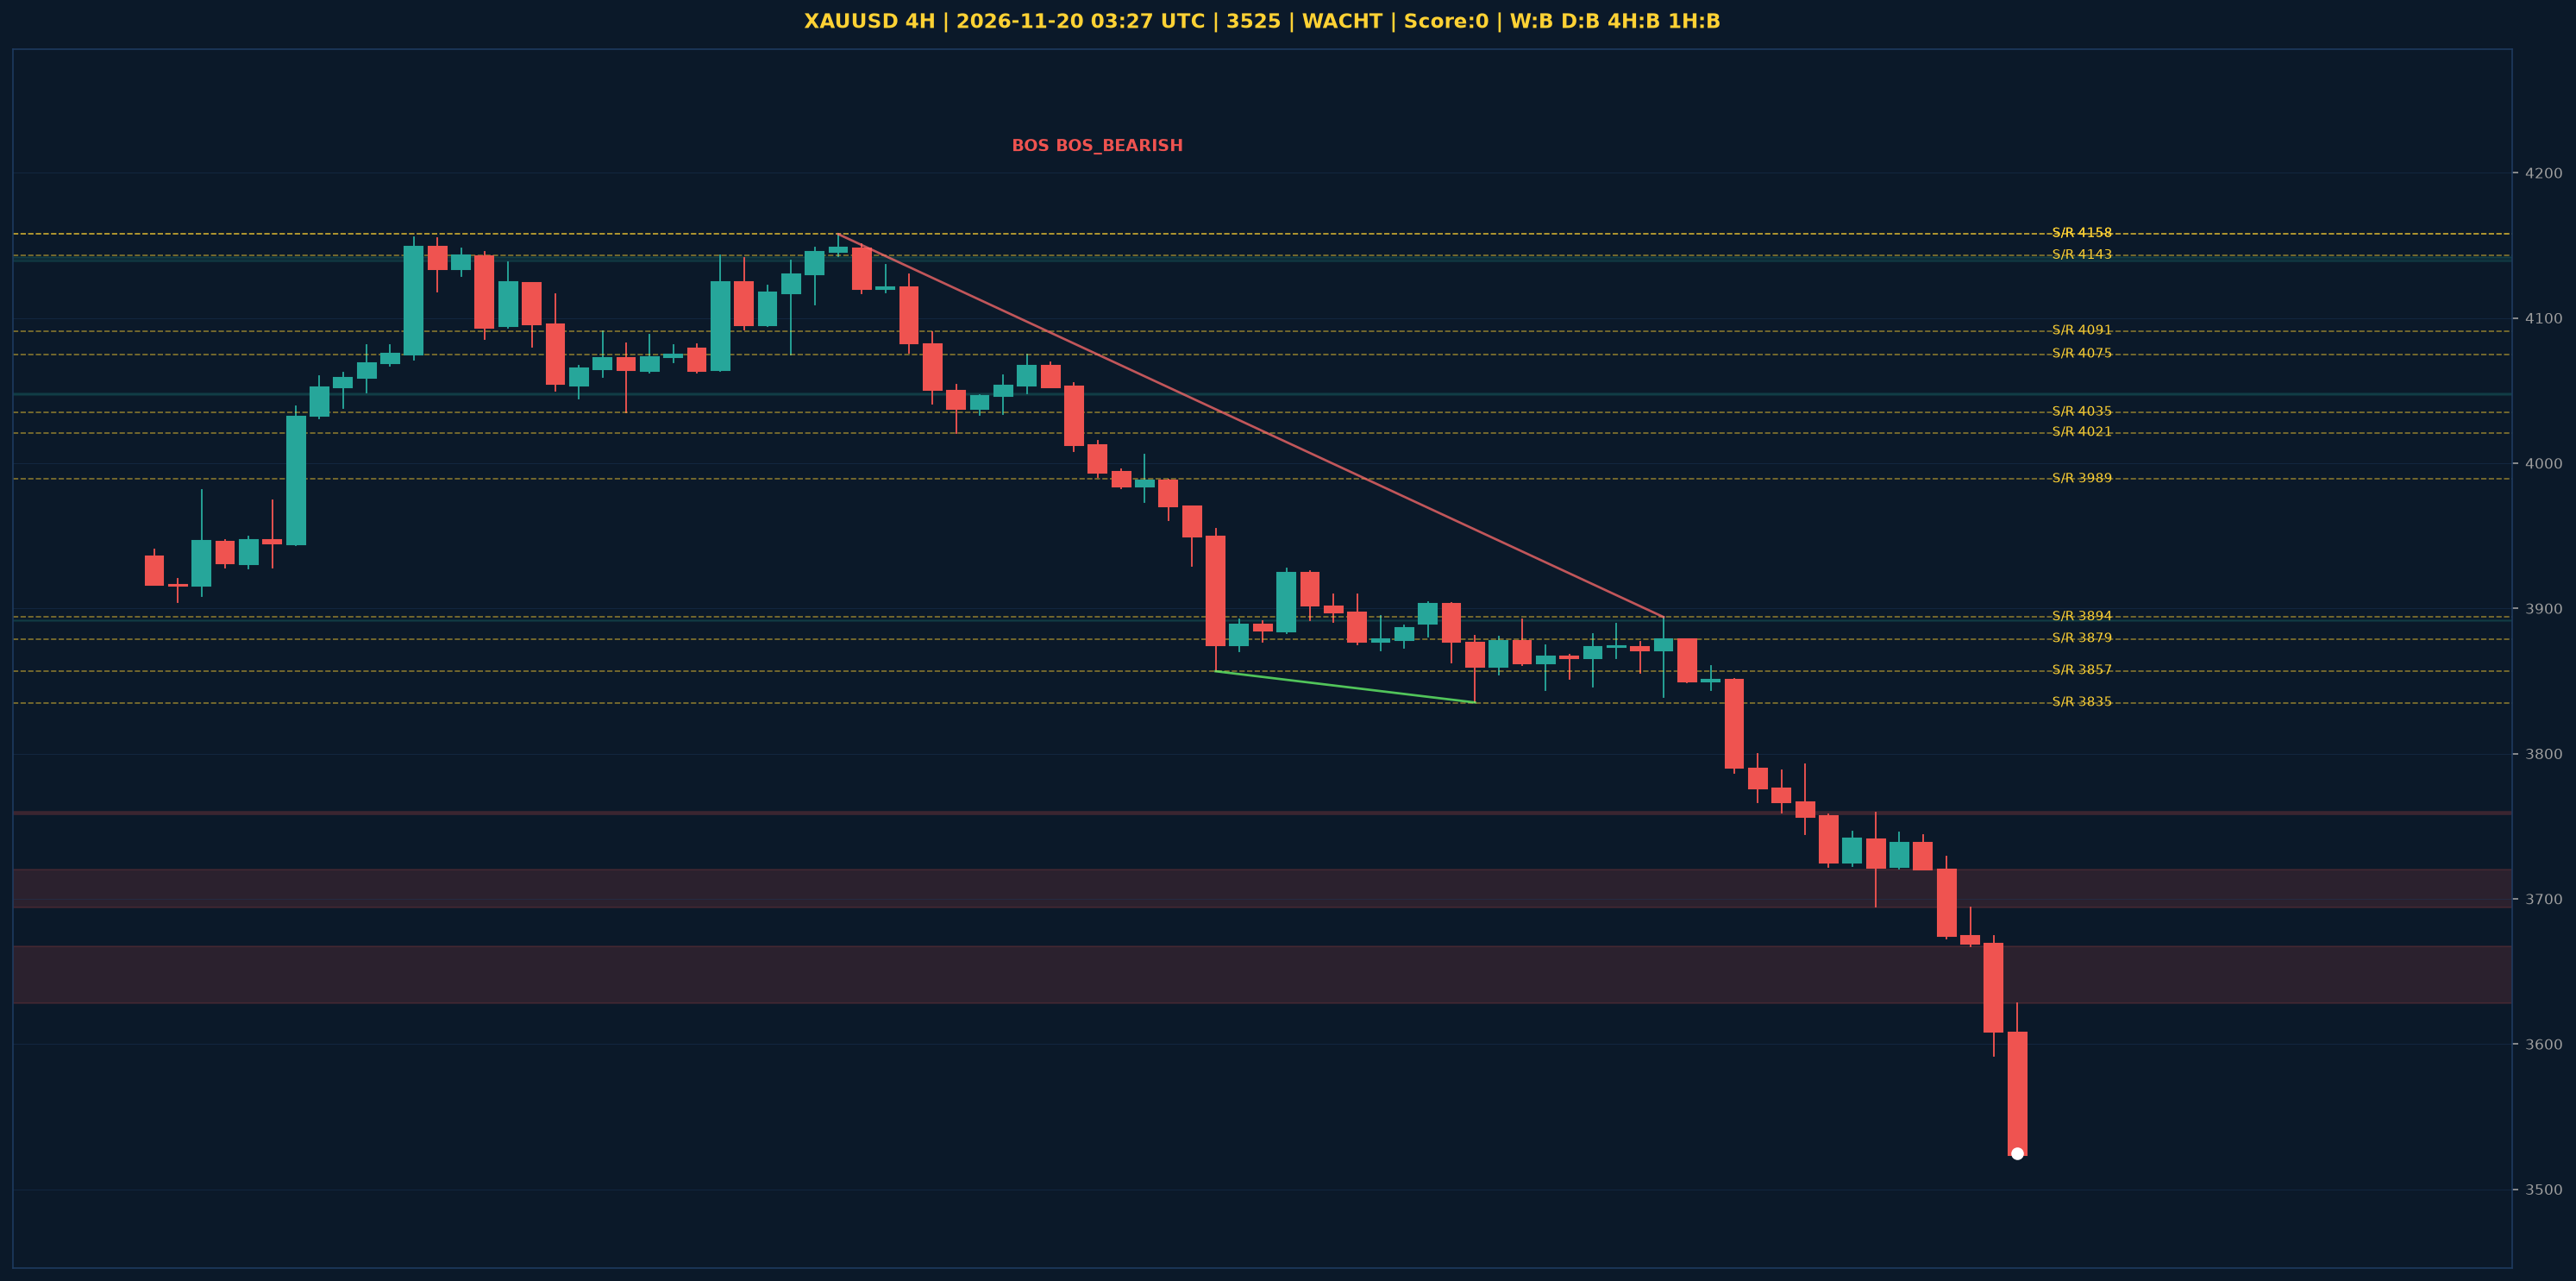 XAUUSD 4H | 2026-11-20 03:27 UTC | 3525 | WACHT | Score:0 | W:B D:B 4H:B 1H:B
BOS BOS_BEARISH
4200
S/R 4158
S/R 4143
4100
S/R 4091
S/R 4075
S/R 4035
S/R 4021
4000
S/R 3989
3900
S/R 3894
S/R 3879
S/R 3857
S/R 3835
3800
3700
3600
3500